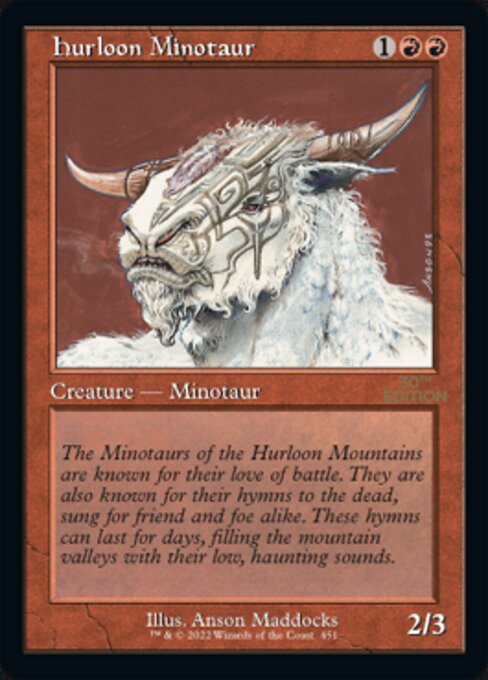 Hurloon Minotaur 1
ANSON 93
Creature — Minotaur
30TH EDITION
The Minotaurs of the Hurloon Mountains
are known for their love of battle. They are
also known for their hymns to the dead,
sung for friend and foe alike. These hymns
can last for days, filling the mountain
valleys with their low, haunting sounds.
Illus. Anson Maddocks
™ & © 2022 Wizards of the Coast 451
2/3